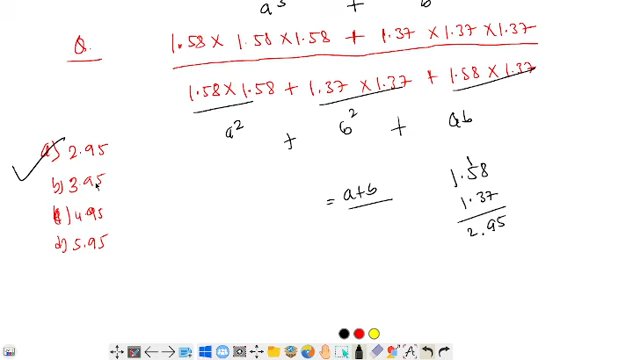 a³ + b
Q. 1.58 × 1.58 × 1.58 + 1.37 × 1.37 × 1.37
1.58 × 1.58 + 1.37 × 1.37 + 1.58 × 1.37
a² + b² + ab
a) 2.95
b) 3.95
c) 4.95
d) 5.95
= a+b
1
1.58
1.37
2.95